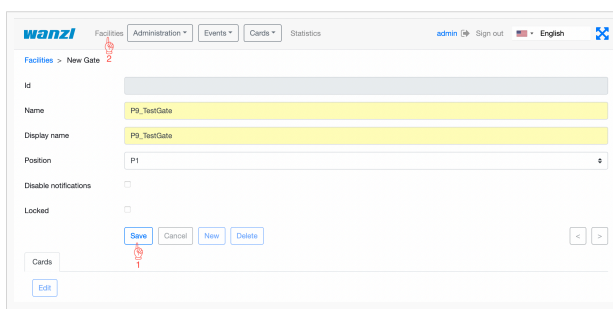 wanzl Facilities Administration Events Cards Statistics admin Sign out English
2
Facilities > New Gate
Id
Name P9_TestGate
Display name P9_TestGate
Position P1
Disable notifications
Locked
Save Cancel New Delete < >
1
Cards
Edit